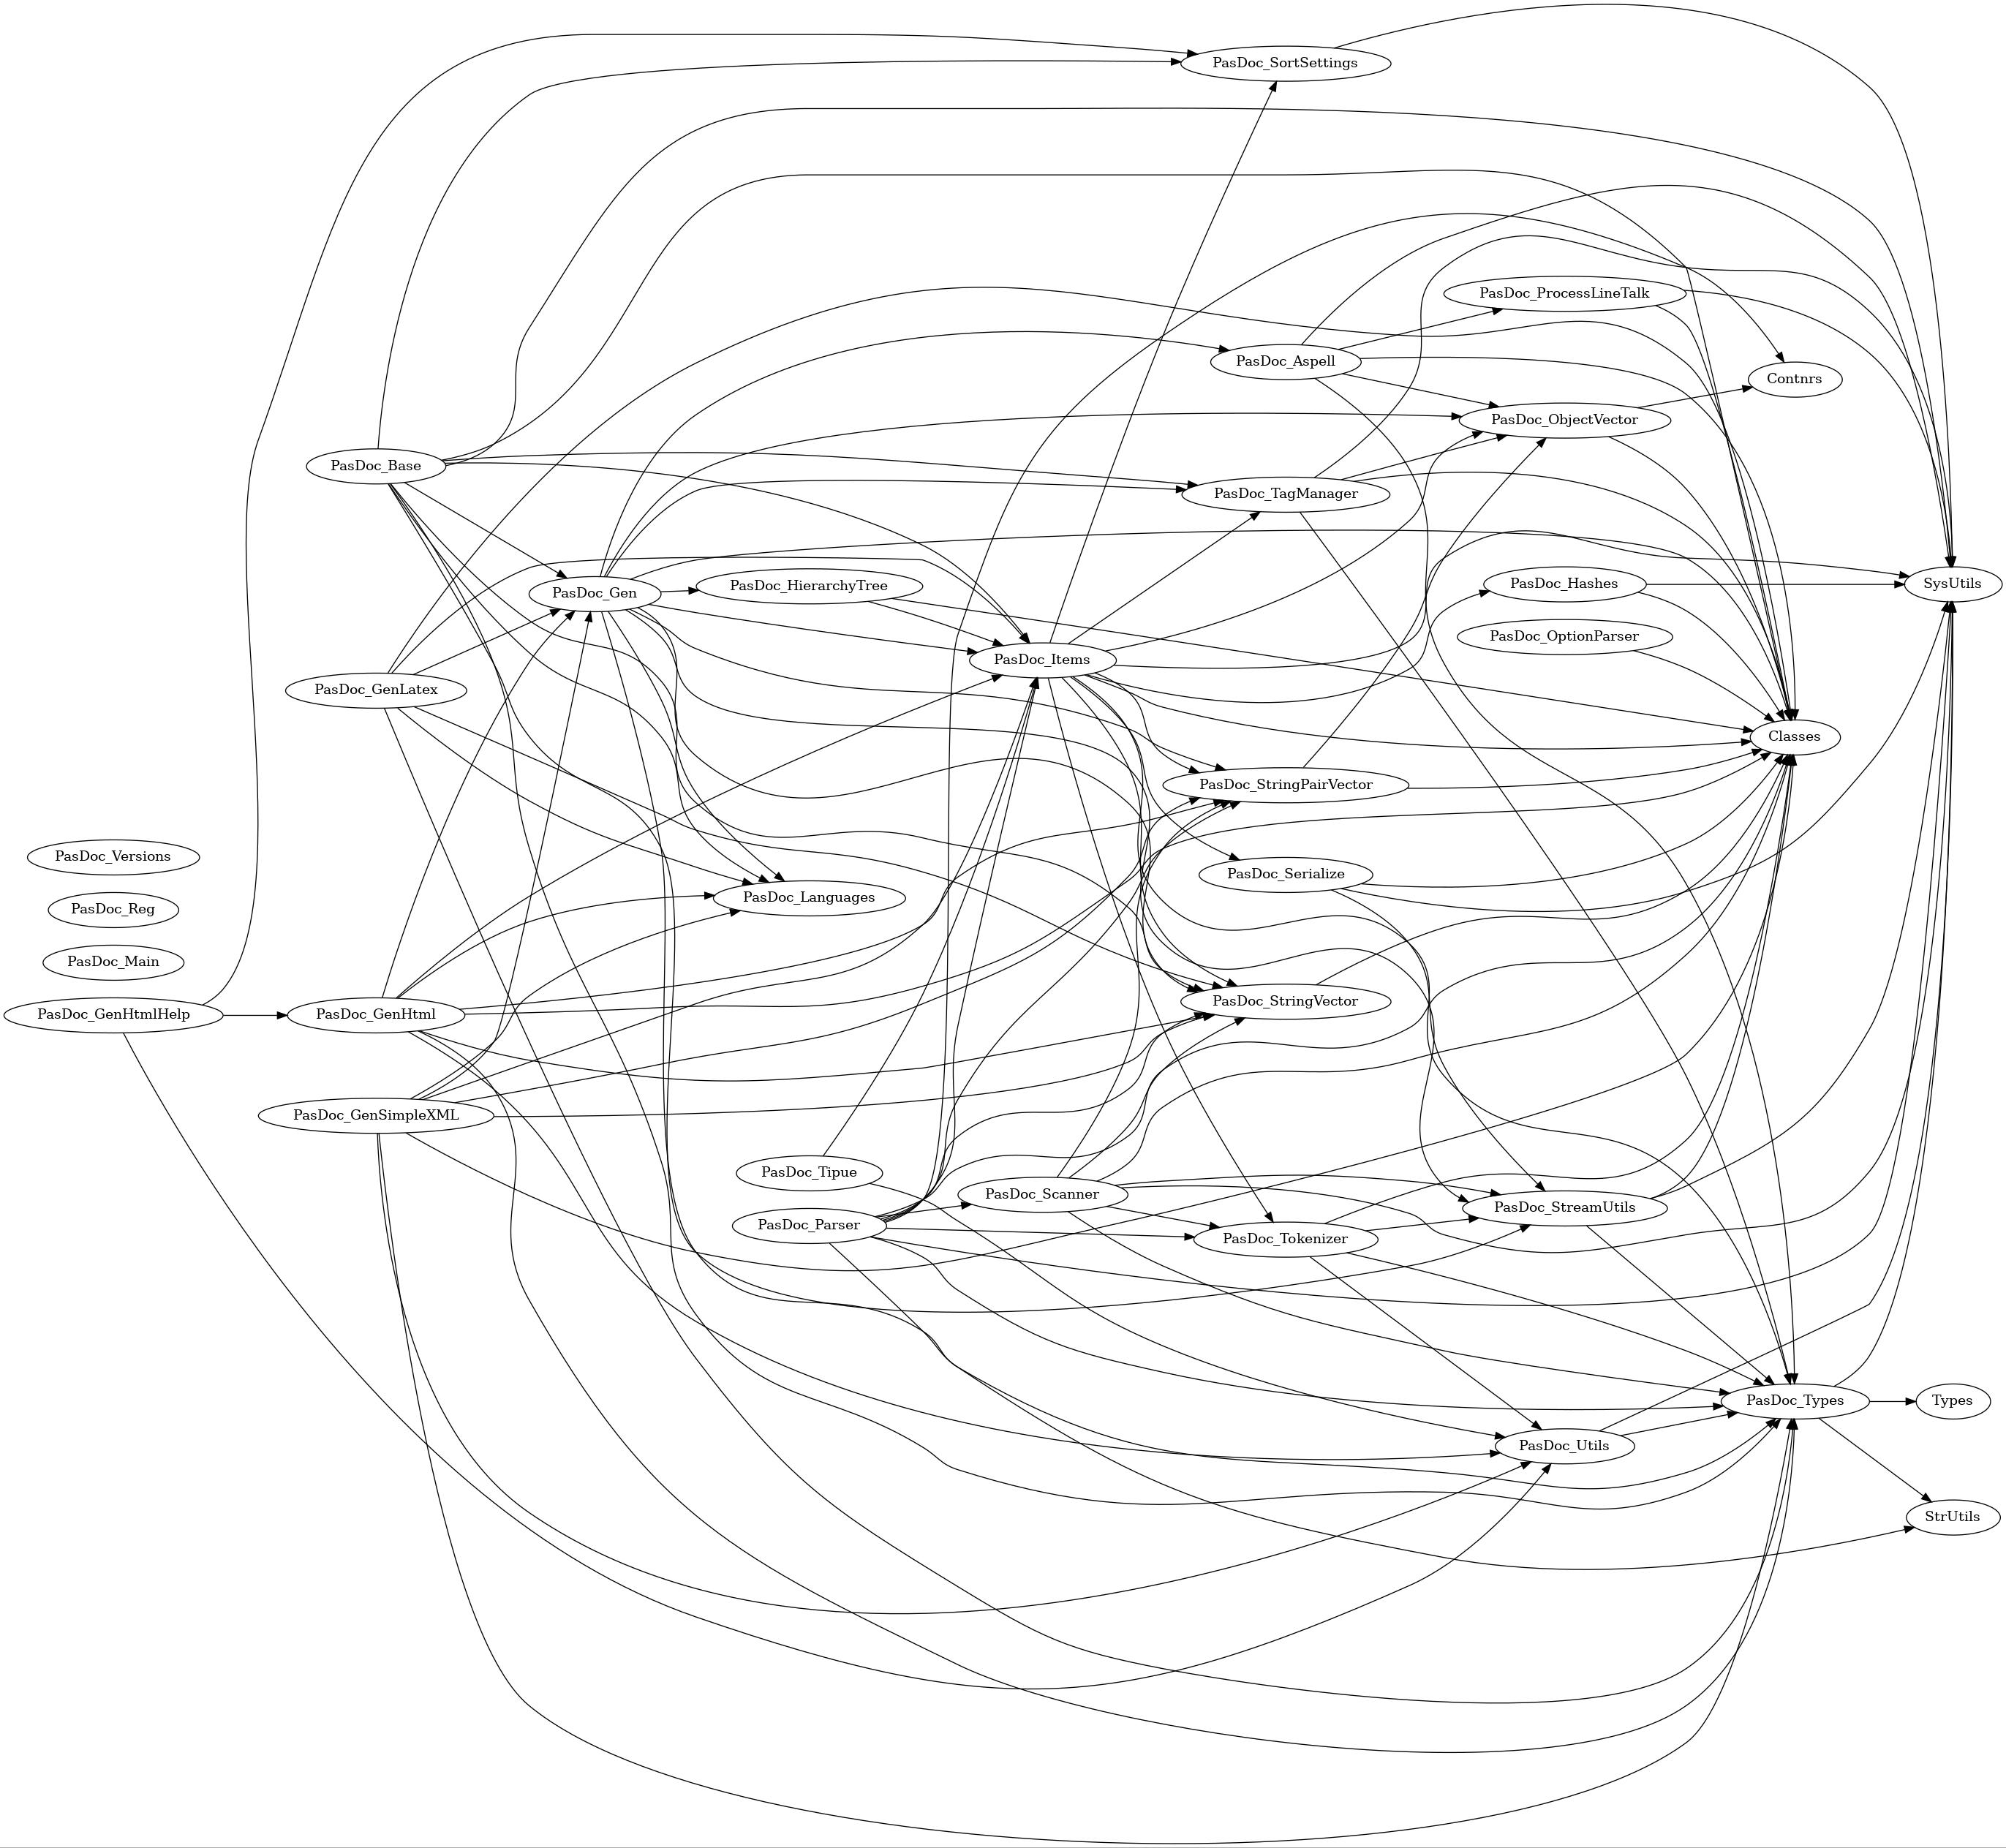 PasDoc_SortSettings
PasDoc_ProcessLineTalk
PasDoc_Aspell
Contnrs
PasDoc_ObjectVector
PasDoc_Base
PasDoc_TagManager
PasDoc_Gen
PasDoc_HierarchyTree
PasDoc_Hashes
SysUtils
PasDoc_OptionParser
PasDoc_Items
PasDoc_GenLatex
Classes
PasDoc_StringPairVector
PasDoc_Versions
PasDoc_Serialize
PasDoc_Languages
PasDoc_Reg
PasDoc_Main
PasDoc_StringVector
PasDoc_GenHtmlHelp
PasDoc_GenHtml
PasDoc_GenSimpleXML
PasDoc_Tipue
PasDoc_Scanner
PasDoc_StreamUtils
PasDoc_Parser
PasDoc_Tokenizer
PasDoc_Types
Types
PasDoc_Utils
StrUtils